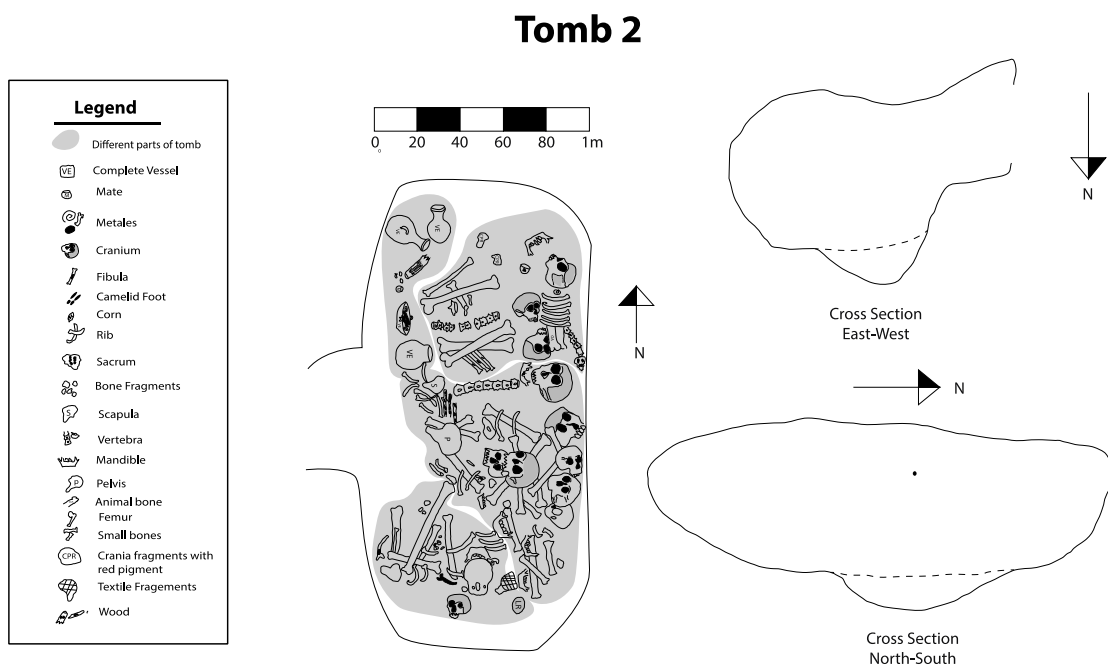 Tomb 2
Legend
Different parts of tomb
VE
Complete Vessel
Mate
Metales
Cranium
Fibula
Camelid Foot
Corn
Rib
Sacrum
Bone Fragments
S
Scapula
Vertebra
Mandible
P
Pelvis
Animal bone
Femur
Small bones
CPR
Crania fragments with
red pigment
Textile Fragements
Wood
0 20 40 60 80 1m
VE
VE
S
P
LR
N
N
Cross Section
East-West
N
Cross Section
North-South